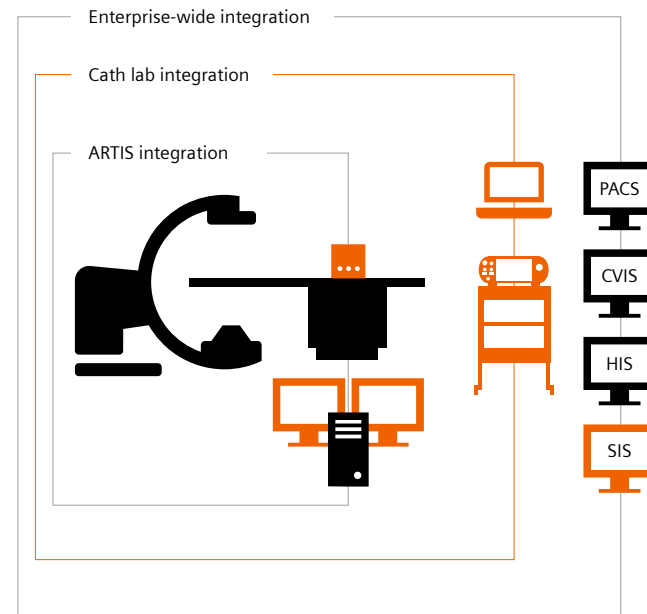 Enterprise-wide integration
Cath lab integration
ARTIS integration
PACS
CVIS
HIS
SIS